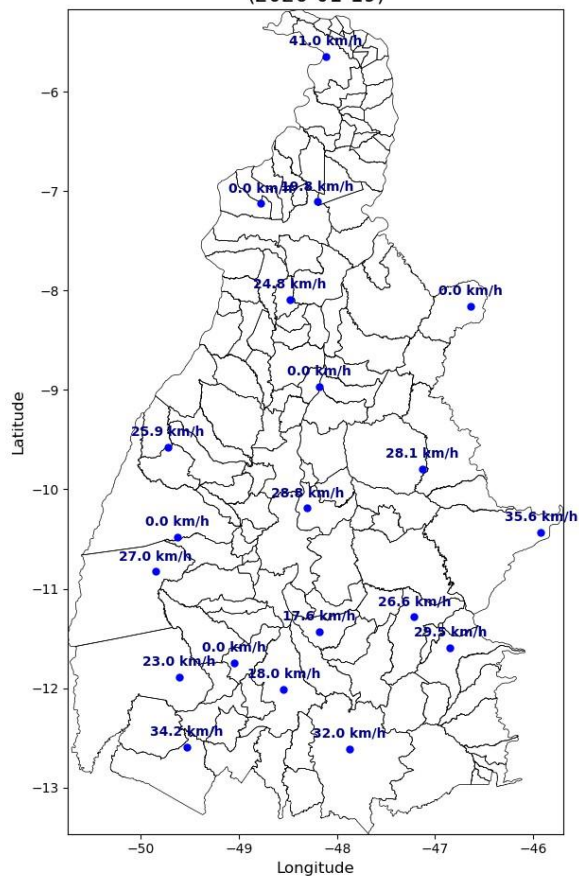 41.0 km/h
−6
0.0 km/h
19.8 km/h
−7
24.8 km/h
0.0 km/h
−8
0.0 km/h
−9
25.9 km/h
28.1 km/h
Latitude
28.8 km/h
−10
0.0 km/h
35.6 km/h
27.0 km/h
−11
26.6 km/h
17.6 km/h
29.5 km/h
0.0 km/h
23.0 km/h
18.0 km/h
−12
34.2 km/h
32.0 km/h
−13
−50 −49 −48 −47 −46
Longitude